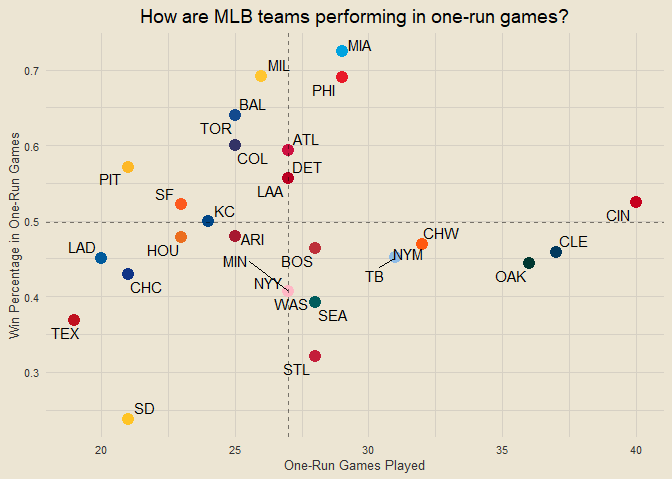 How are MLB teams performing in one-run games?
MIA
MIL
0.7
PHI
BAL
TOR
ATL
0.6
COL
DET
PIT
LAA
SF
KC
CIN
0.5
ARI
CHW
LAD
HOU
CLE
MIN
BOS
NYM
TB
OAK
CHC
NYY
0.4
WAS
SEA
TEX
STL
0.3
SD
20
25
30
35
40
One-Run Games Played
Win Percentage in One-Run Games